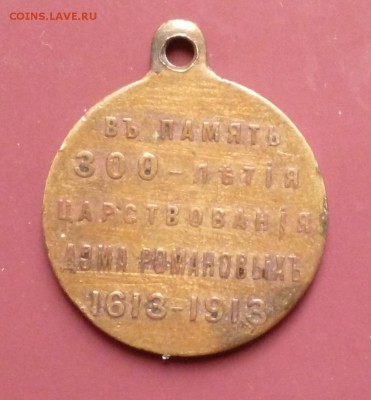 COINS.LAVE.RU
ВЪ ПАМЯТЬ
300-ЛѢТІЯ
ЦАРСТВОВАНІЯ
ДОМА РОМАНОВЫХЪ
1613-1913